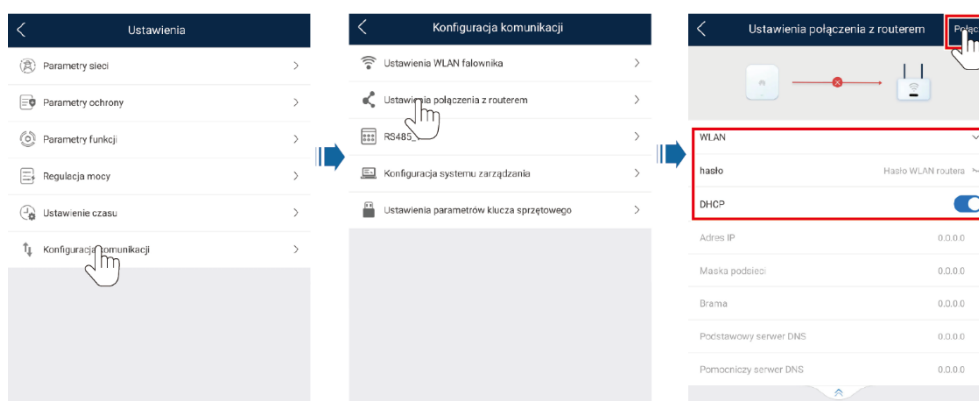 Ustawienia
Parametry sieci
Parametry ochrony
Parametry funkcji
Regulacja mocy
Ustawienie czasu
Konfiguracja komunikacji
Konfiguracja komunikacji
Ustawienia WLAN falownika
Ustawienia połączenia z routerem
RS485_
Konfiguracja systemu zarządzania
Ustawienia parametrów klucza sprzętowego
Ustawienia połączenia z routerem
Połąc
WLAN
hasło Hasło WLAN routera
DHCP
Adres IP 0.0.0.0
Maska podsieci 0.0.0.0
Brama 0.0.0.0
Podstawowy serwer DNS 0.0.0.0
Pomocniczy serwer DNS 0.0.0.0